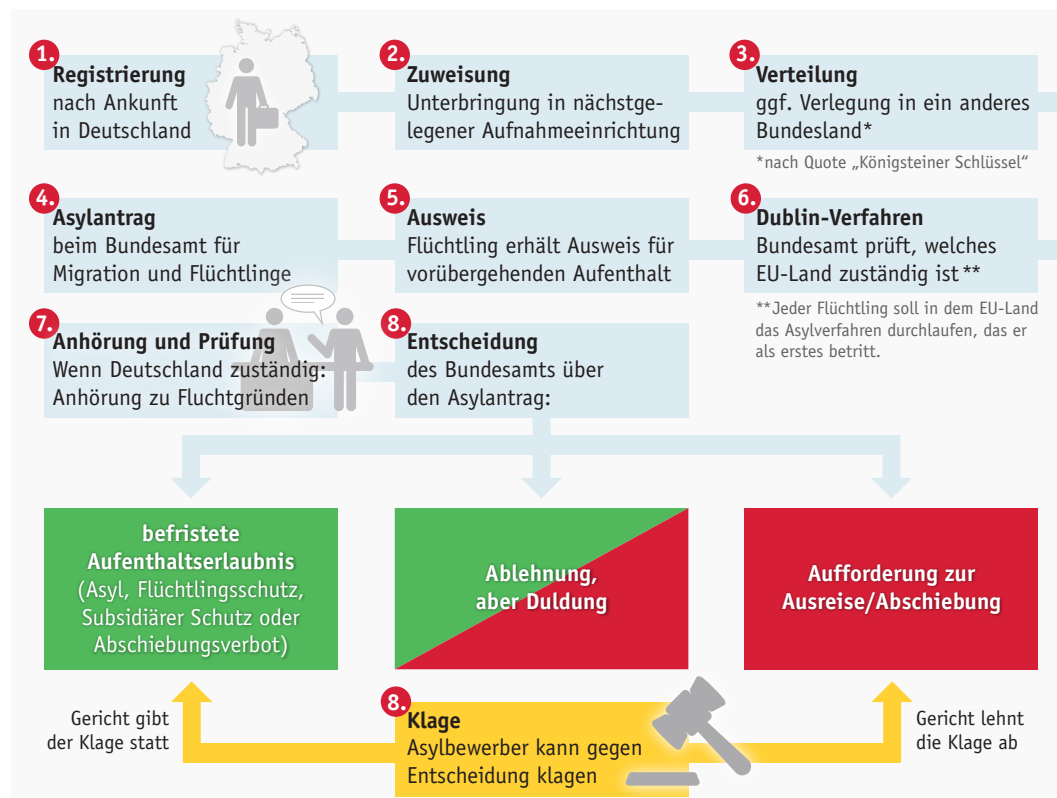 1.
Registrierung
nach Ankunft
in Deutschland
2.
Zuweisung
Unterbringung in nächstge-
legener Aufnahmeeinrichtung
3.
Verteilung
ggf. Verlegung in ein anderes
Bundesland*
*nach Quote „Königsteiner Schlüssel“
4.
Asylantrag
beim Bundesamt für
Migration und Flüchtlinge
5.
Ausweis
Flüchtling erhält Ausweis für
vorübergehenden Aufenthalt
6.
Dublin-Verfahren
Bundesamt prüft, welches
EU-Land zuständig ist**
**Jeder Flüchtling soll in dem EU-Land
das Asylverfahren durchlaufen, das er
als erstes betritt.
7.
Anhörung und Prüfung
Wenn Deutschland zuständig:
Anhörung zu Fluchtgründen
8.
Entscheidung
des Bundesamts über
den Asylantrag:
befristete
Aufenthaltserlaubnis
(Asyl, Flüchtlingsschutz,
Subsidiärer Schutz oder
Abschiebungsverbot)
Ablehnung,
aber Duldung
Aufforderung zur
Ausreise/Abschiebung
Gericht gibt
der Klage statt
8.
Klage
Asylbewerber kann gegen
Entscheidung klagen
Gericht lehnt
die Klage ab